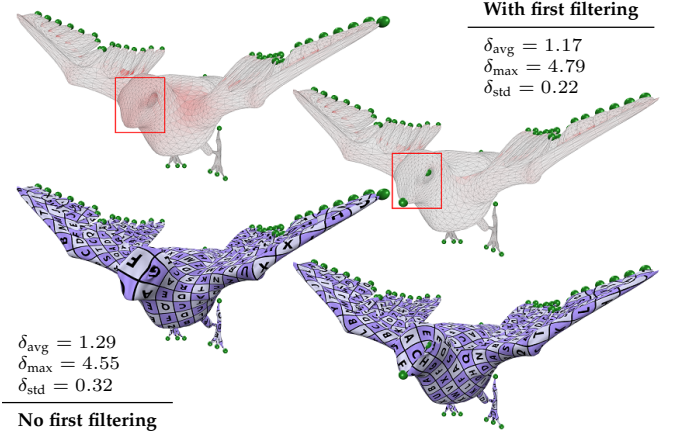 With first filtering
δavg = 1.17
δmax = 4.79
δstd = 0.22
δavg = 1.29
δmax = 4.55
δstd = 0.32
No first filtering